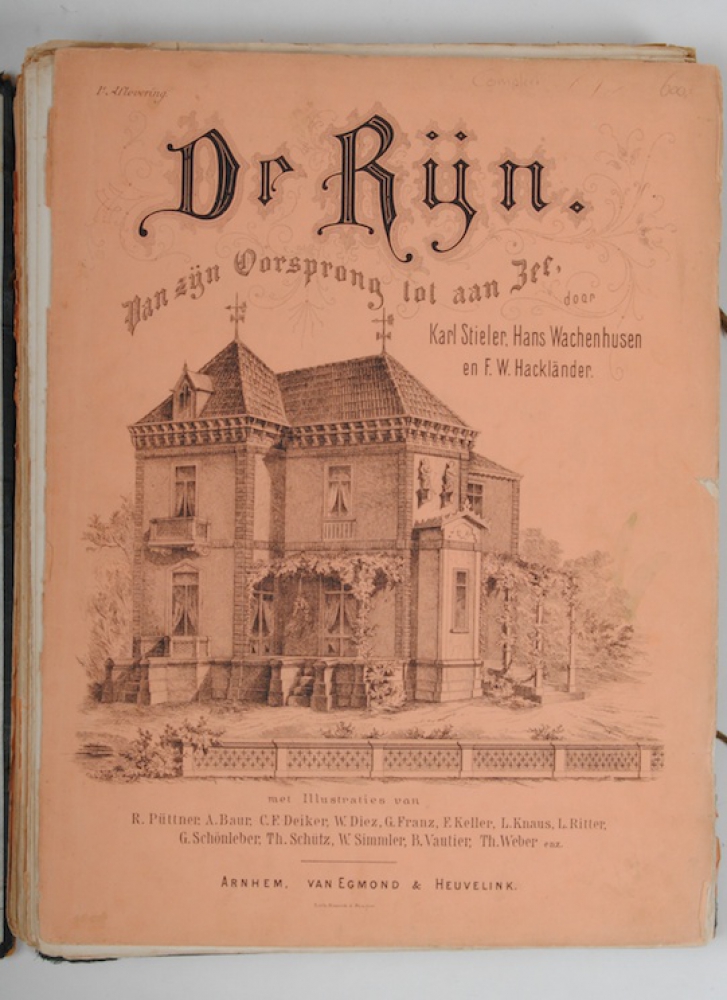 1e Aflevering.
De Rijn.
Van zijn Oorsprong tot aan Zee,
door
Karl Stieler, Hans Wachenhusen
en F. W. Hackländer.
met Illustraties van
R. Püttner, A. Baur, C. F. Deiker, W. Diez, G. Franz, F. Keller, L. Knaus, L. Ritter,
G. Schönleber, Th. Schutz, W. Simmler, B. Vautier, Th. Weber enz.
ARNHEM, VAN EGMOND & HEUVELINK.